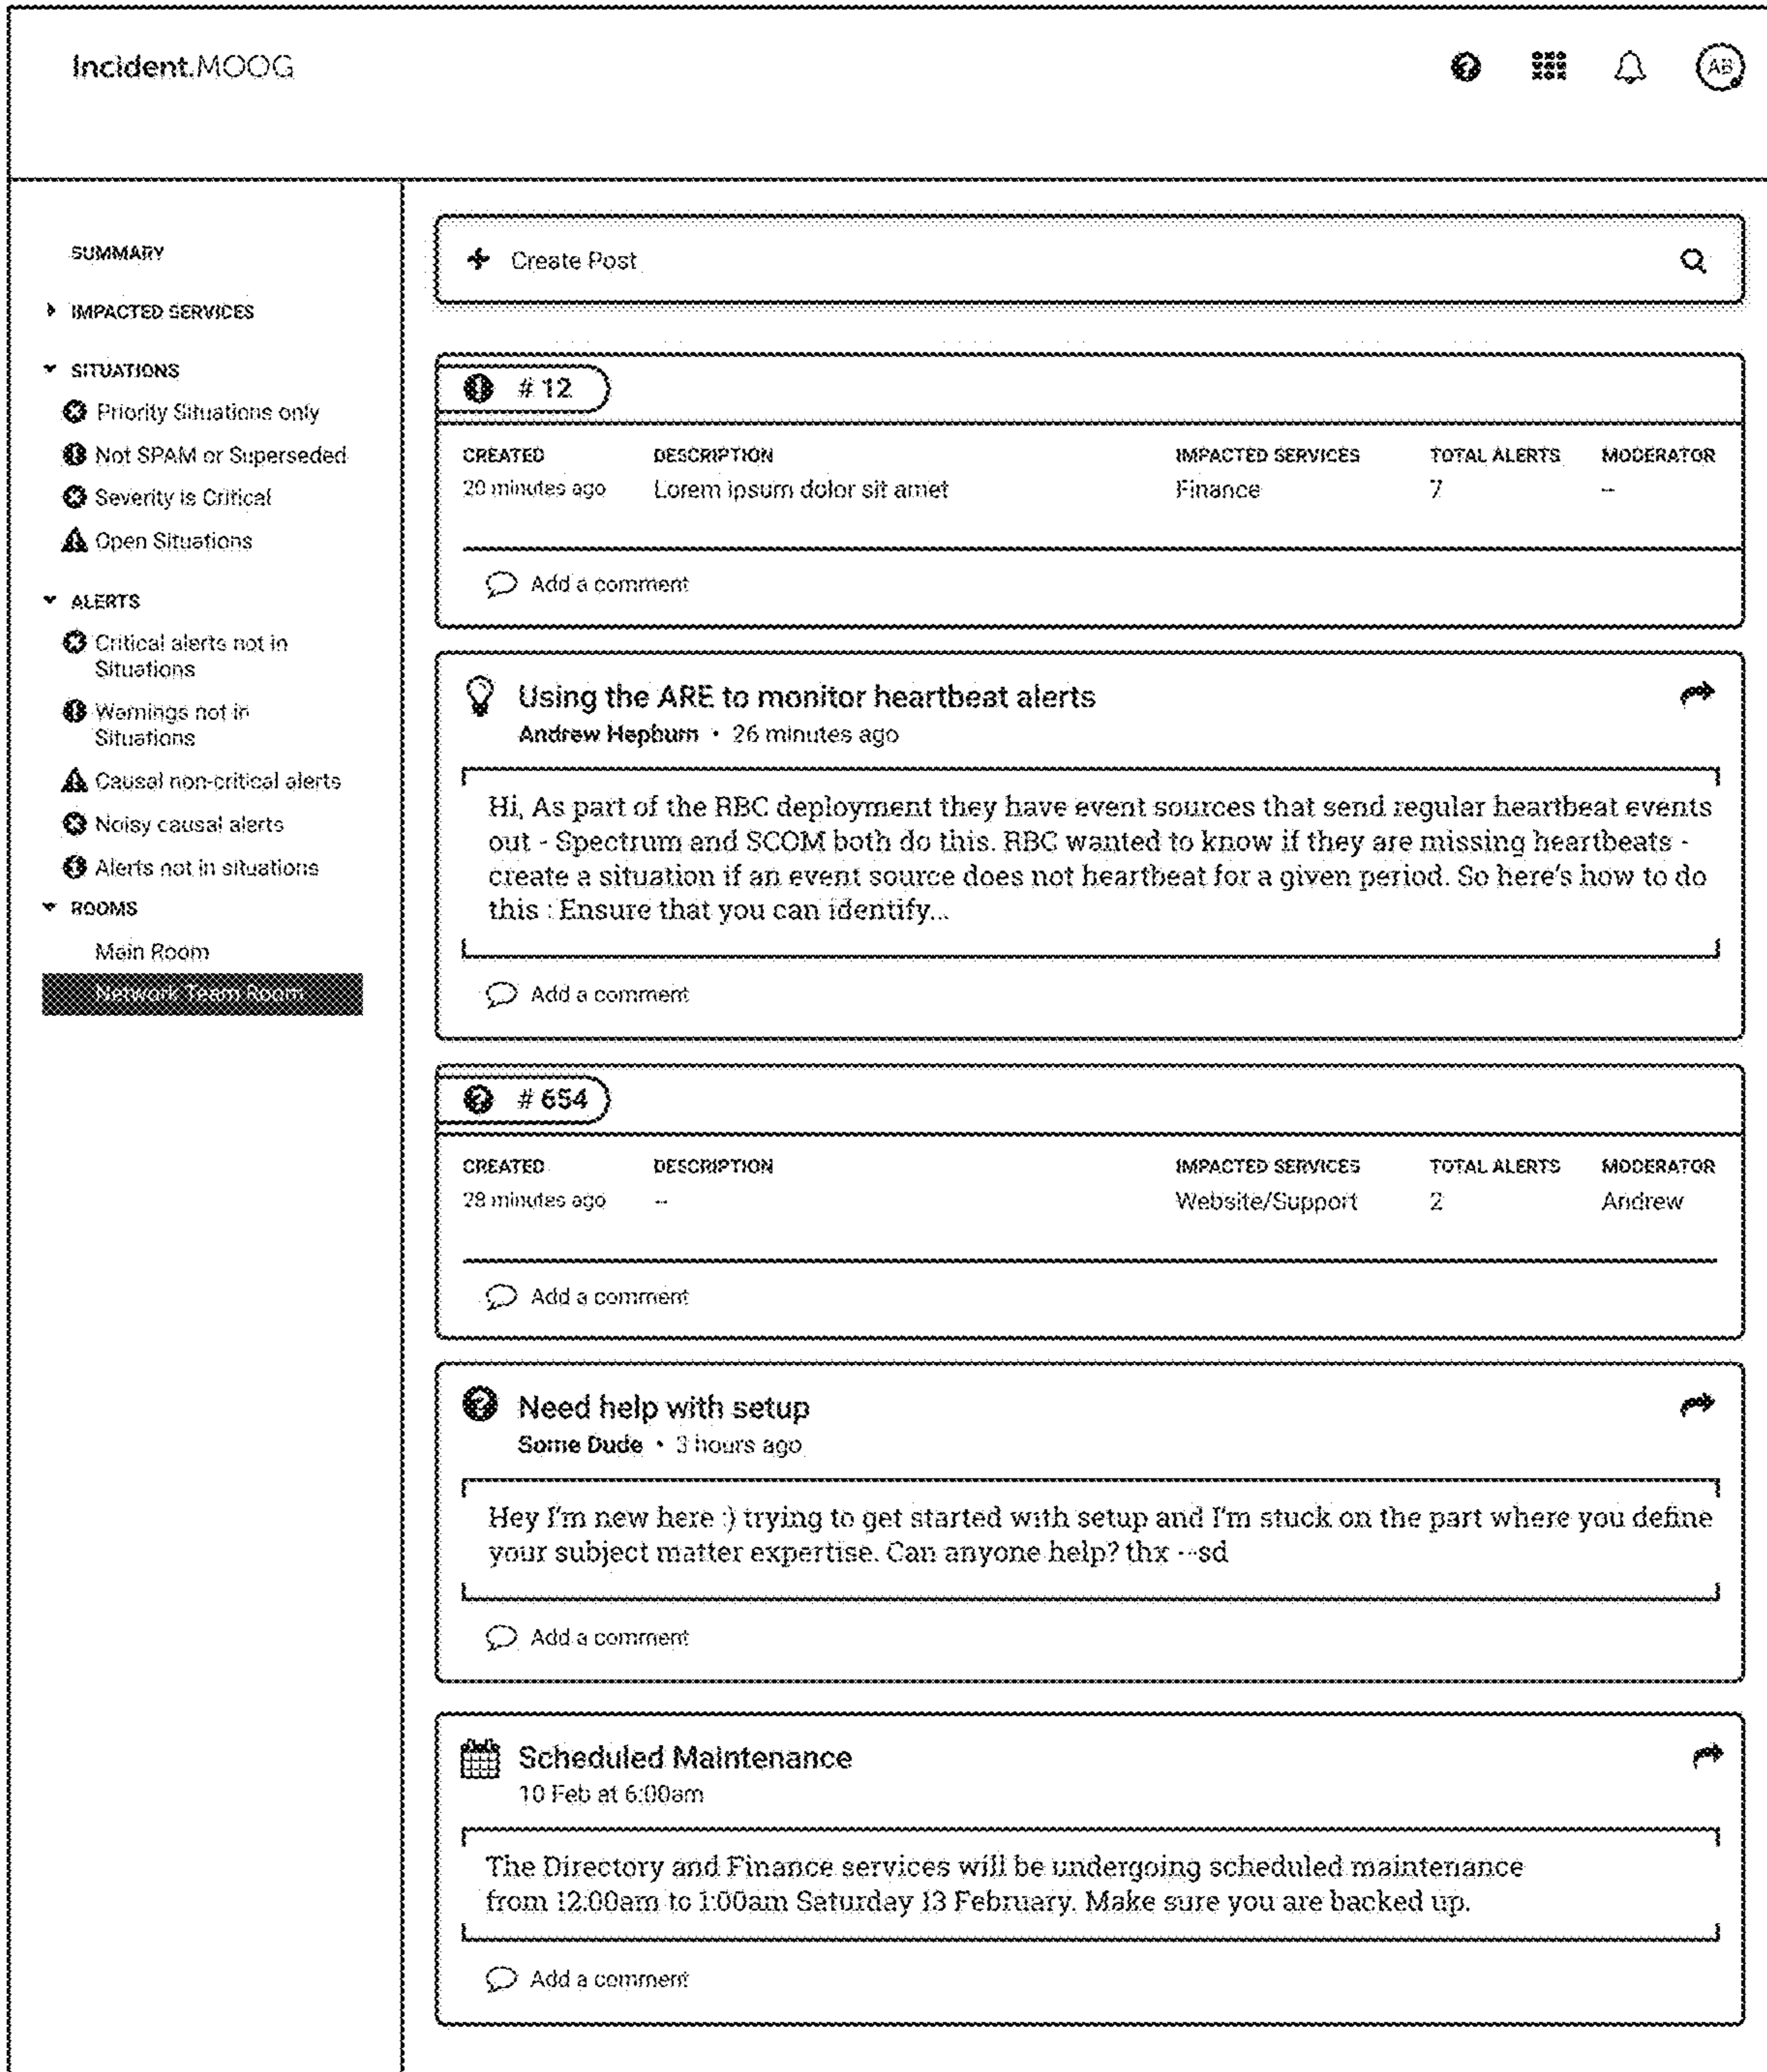 Incident.MOOG
AB
SUMMARY
IMPACTED SERVICES
SITUATIONS
Priority Situations only
Not SPAM or Superseded
Severity is Critical
Open Situations
ALERTS
Critical alerts not in
Situations
Warnings not in
Situations
Causal non-critical alerts
Noisy causal alerts
Alerts not in situations
ROOMS
Main Room
Network Team Room
Create Post
# 12
CREATED DESCRIPTION IMPACTED SERVICES TOTAL ALERTS MODERATOR
20 minutes ago Lorem ipsum dolor sit amet Finance 7 --
Add a comment
Using the ARE to monitor heartbeat alerts
Andrew Hepburn • 26 minutes ago
Hi, As part of the RBC deployment they have event sources that send regular heartbeat events
out - Spectrum and SCOM both do this. RBC wanted to know if they are missing heartbeats -
create a situation if an event source does not heartbeat for a given period. So here's how to do
this : Ensure that you can identify...
Add a comment
# 654
CREATED DESCRIPTION IMPACTED SERVICES TOTAL ALERTS MODERATOR
28 minutes ago -- Website/Support 2 Andrew
Add a comment
Need help with setup
Some Dude • 3 hours ago
Hey I'm new here :) trying to get started with setup and I'm stuck on the part where you define
your subject matter expertise. Can anyone help? thx --sd
Add a comment
Scheduled Maintenance
10 Feb at 6:00am
The Directory and Finance services will be undergoing scheduled maintenance
from 12:00am to 1:00am Saturday 13 February. Make sure you are backed up.
Add a comment